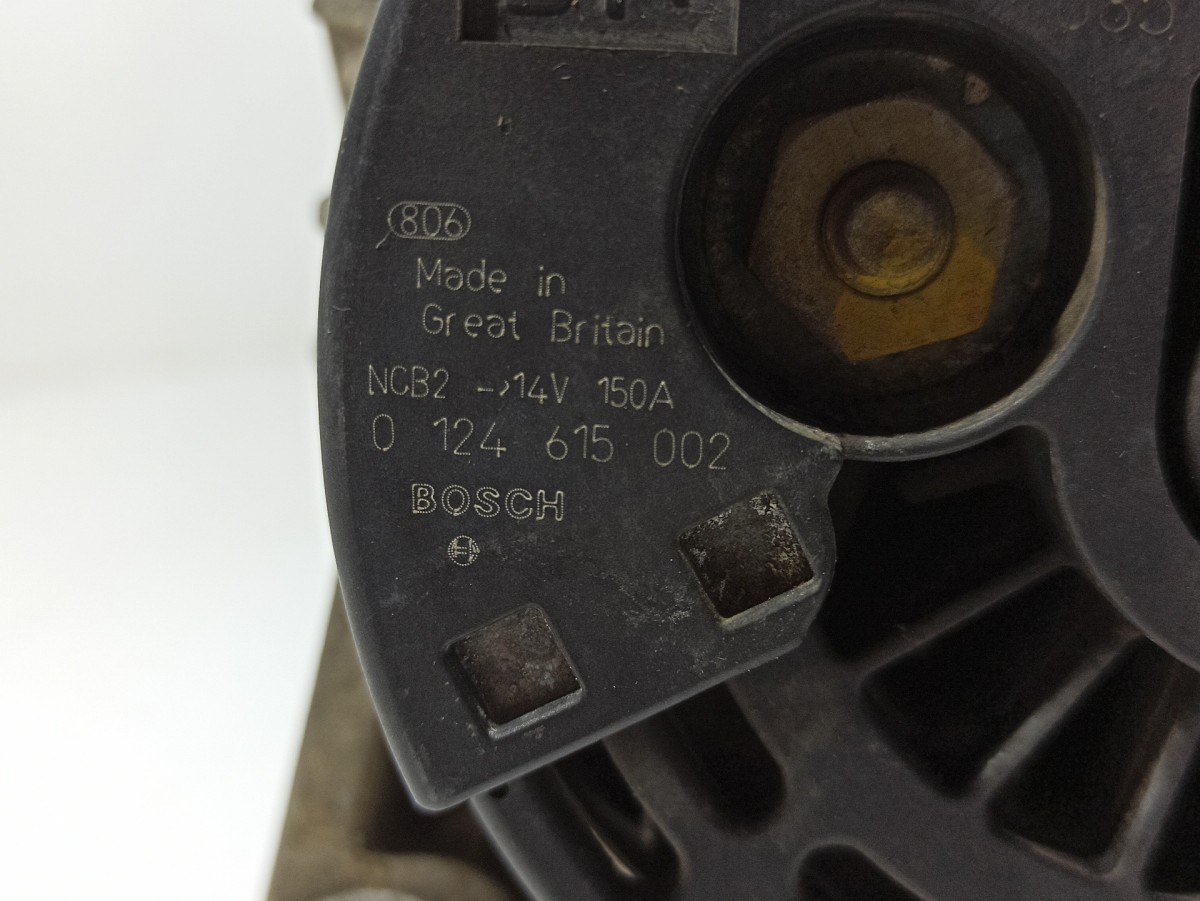 806
Made in
Great Britain
NCB2 →14V 150A
0 124 615 002
BOSCH